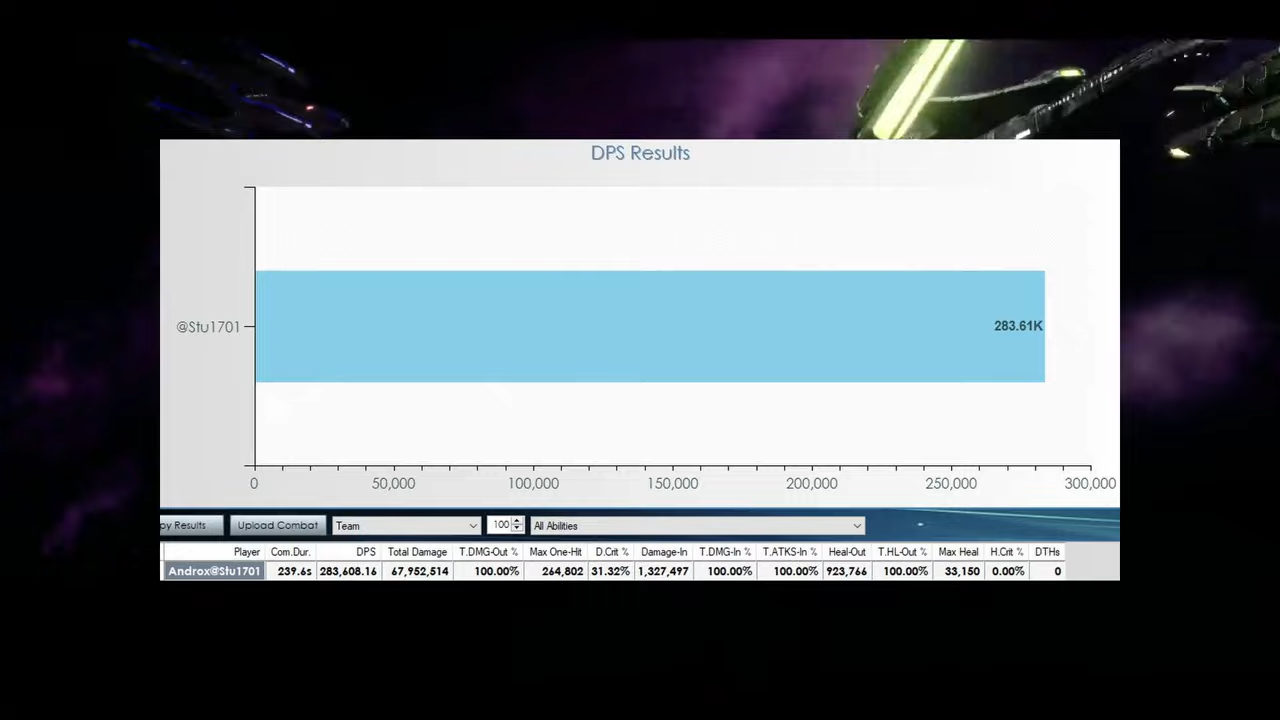 DPS Results
@Stu1701
283.61K
0 50,000 100,000 150,000 200,000 250,000 300,000
py Results Upload Combat Team 100 All Abilities
Player Com.Dur. DPS Total Damage T.DMG-Out % Max One-Hit D.Crit % Damage-In T.DMG-In % T.ATKS-In % Heal-Out T.HL-Out % Max Heal H.Crit % DTHs
Androx@Stu1701 239.6s 283,608.16 67,952,514 100.00% 264,802 31.32% 1,327,497 100.00% 100.00% 923,766 100.00% 33,150 0.00% 0